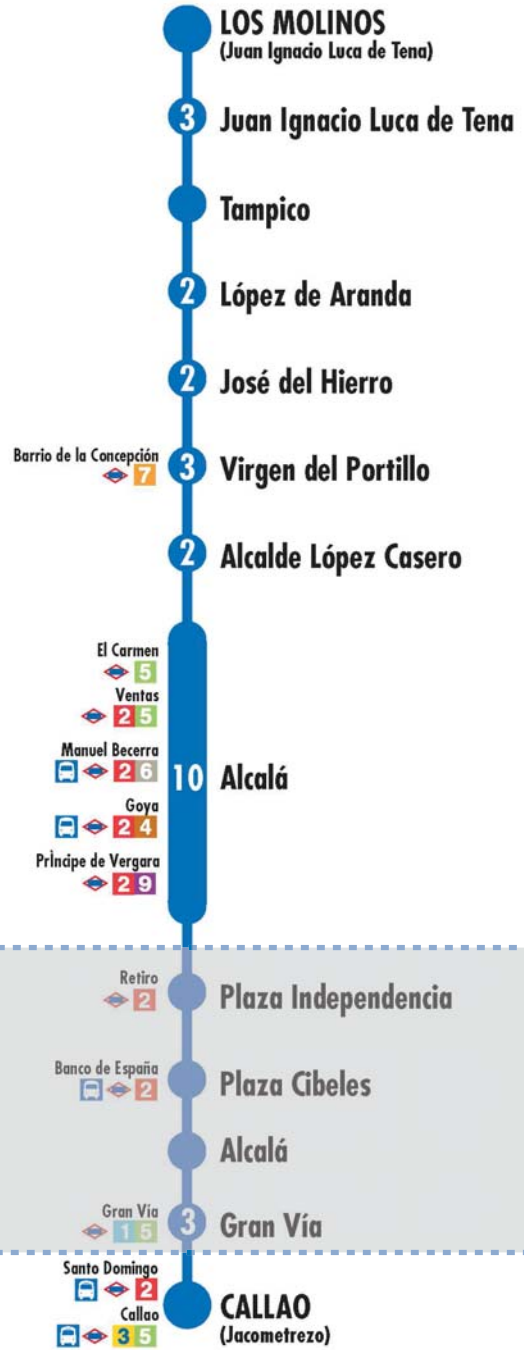 LOS MOLINOS
(Juan Ignacio Luca de Tena)
3 Juan Ignacio Luca de Tena
Tampico
2 López de Aranda
2 José del Hierro
Barrio de la Concepción
7
3 Virgen del Portillo
2 Alcalde López Casero
El Carmen
5
Ventas
2 5
Manuel Becerra
2 6
10 Alcalá
Goya
2 4
PrÌncipe de Vergara
2 9
Retiro
2
Plaza Independencia
Banco de España
2
Plaza Cibeles
Alcalá
Gran Vía
1 5
3 Gran Vía
Santo Domingo
2
Callao
3 5
CALLAO
(Jacometrezo)